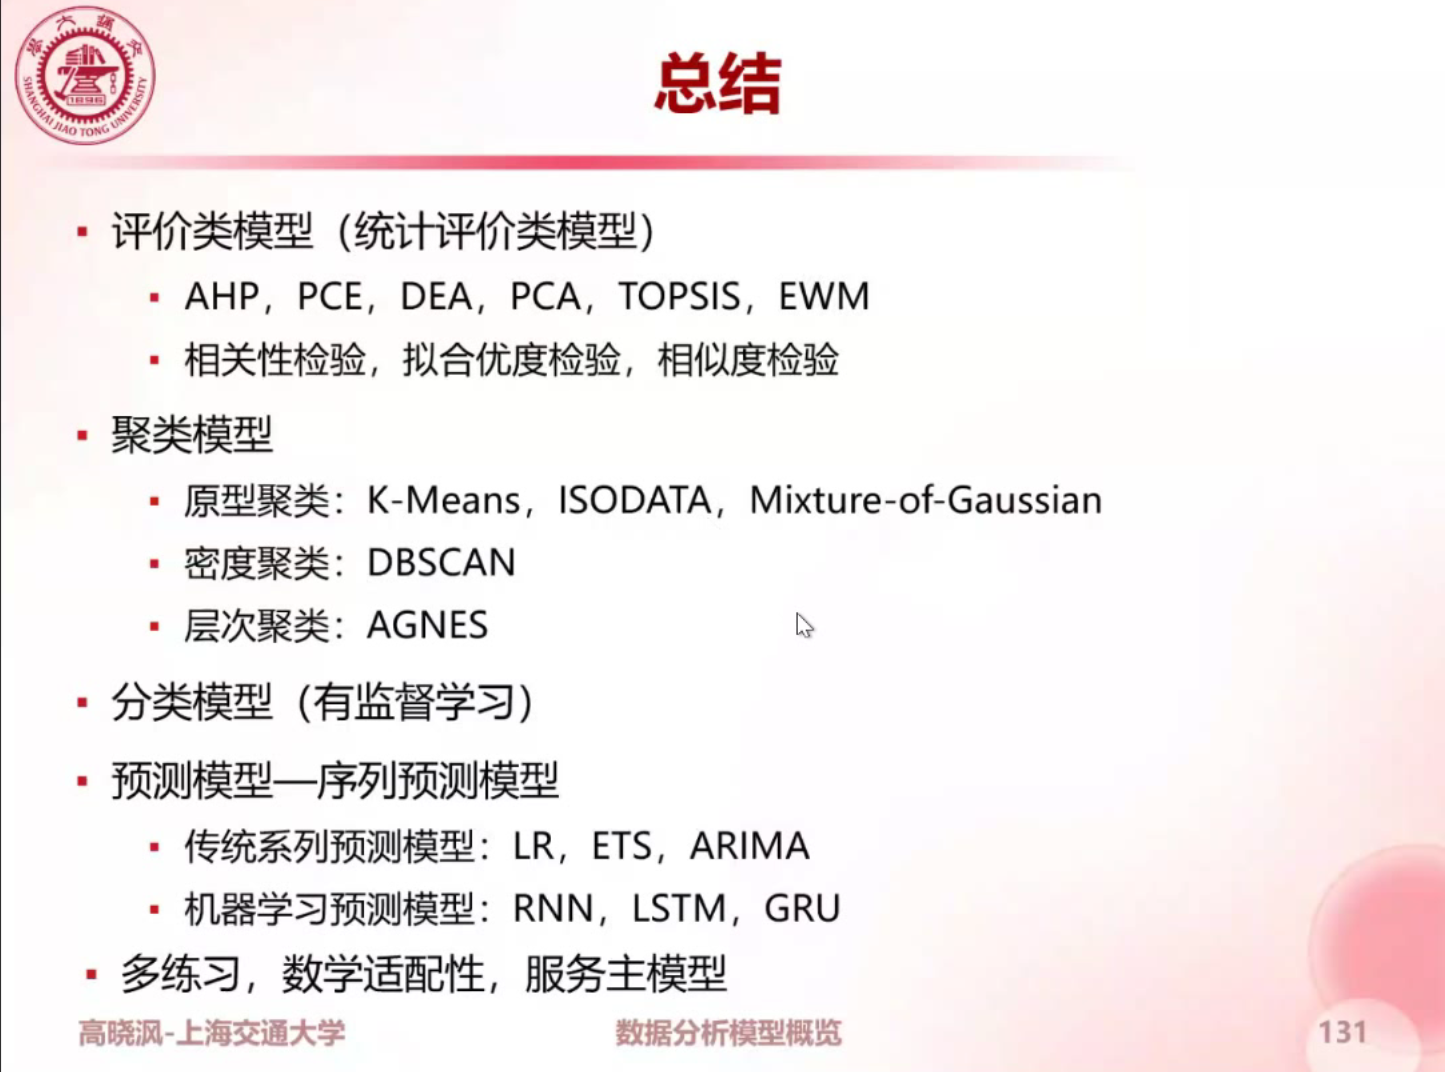 SHANGHAI JIAO TONG UNIVERSITY
1896
总结
评价类模型（统计评价类模型）
AHP，PCE，DEA，PCA，TOPSIS，EWM
相关性检验，拟合优度检验，相似度检验
聚类模型
原型聚类：K-Means，ISODATA，Mixture-of-Gaussian
密度聚类：DBSCAN
层次聚类：AGNES
分类模型（有监督学习）
预测模型—序列预测模型
传统系列预测模型：LR，ETS，ARIMA
机器学习预测模型：RNN，LSTM，GRU
多练习，数学适配性，服务主模型
高晓沨-上海交通大学
数据分析模型概览
131